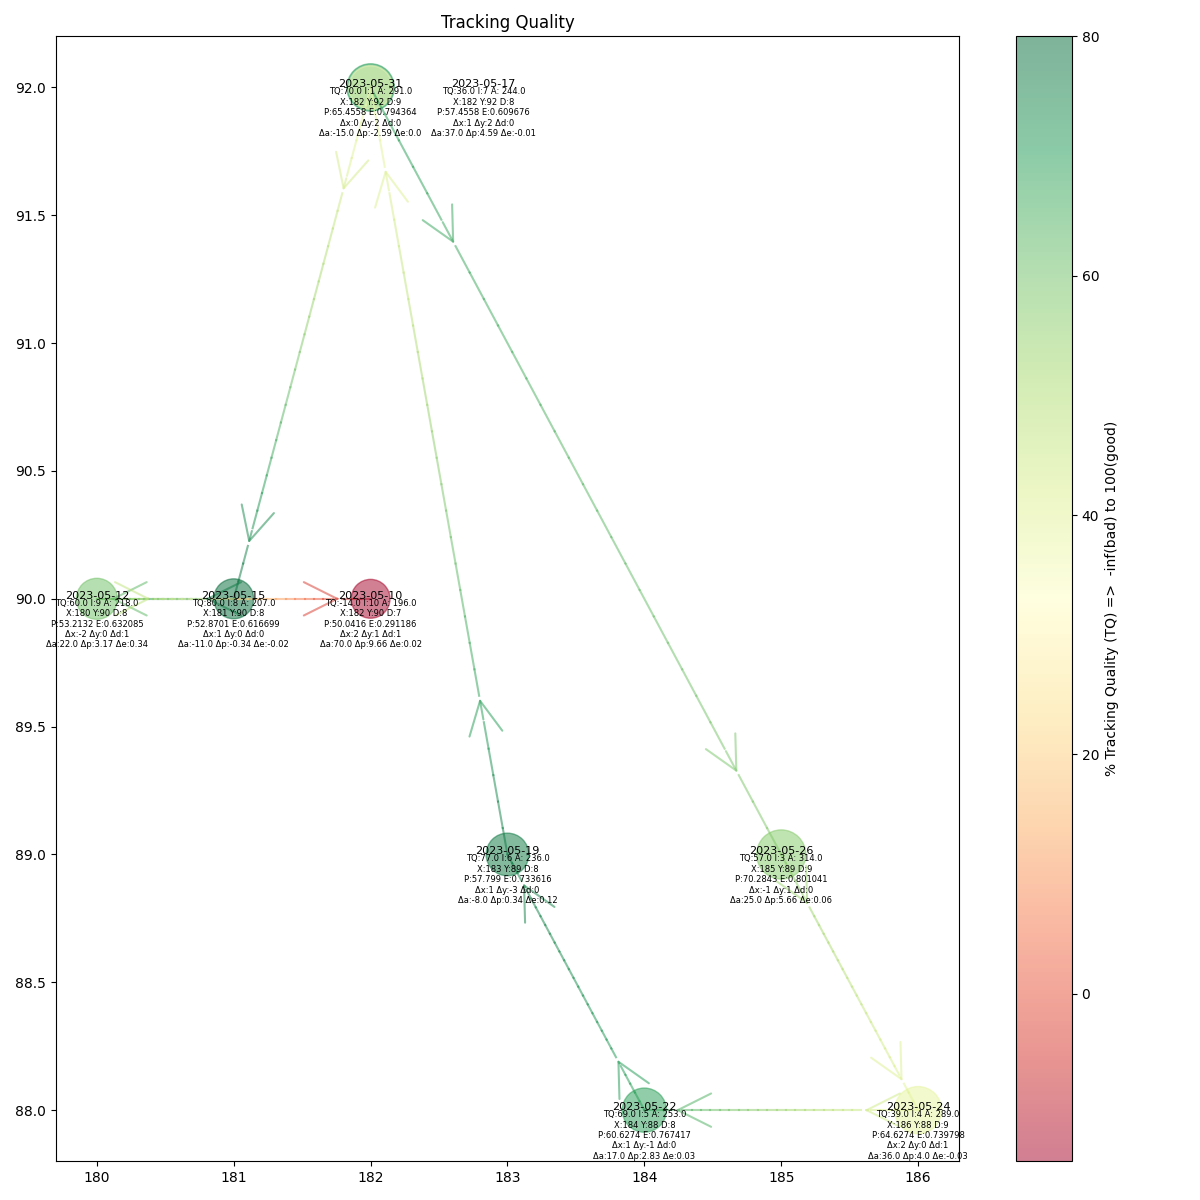 Tracking Quality
92.0
91.5
91.0
90.5
90.0
89.5
89.0
88.5
88.0
180
181
182
183
184
185
186
2023-05-31
TQ:70.0 I:1 A: 291.0
X:182 Y:92 D:9
P:65.4558 E:0.794364
Δx:0 Δy:2 Δd:0
Δa:-15.0 Δp:-2.59 Δe:0.0
2023-05-17
TQ:36.0 I:7 A: 244.0
X:182 Y:92 D:8
P:57.4558 E:0.609676
Δx:1 Δy:2 Δd:0
Δa:37.0 Δp:4.59 Δe:-0.01
2023-05-12
TQ:60.0 I:9 A: 218.0
X:180 Y:90 D:8
P:53.2132 E:0.632085
Δx:-2 Δy:0 Δd:1
Δa:22.0 Δp:3.17 Δe:0.34
2023-05-15
TQ:80.0 I:8 A: 207.0
X:181 Y:90 D:8
P:52.8701 E:0.616699
Δx:1 Δy:0 Δd:0
Δa:-11.0 Δp:-0.34 Δe:-0.02
2023-05-10
TQ:-14.0 I:10 A: 196.0
X:182 Y:90 D:7
P:50.0416 E:0.291186
Δx:2 Δy:1 Δd:1
Δa:70.0 Δp:9.66 Δe:0.02
2023-05-19
TQ:77.0 I:6 A: 236.0
X:183 Y:89 D:8
P:57.799 E:0.733616
Δx:1 Δy:-3 Δd:0
Δa:-8.0 Δp:0.34 Δe:0.12
2023-05-26
TQ:57.0 I:3 A: 314.0
X:185 Y:89 D:9
P:70.2843 E:0.801041
Δx:-1 Δy:1 Δd:0
Δa:25.0 Δp:5.66 Δe:0.06
2023-05-22
TQ:69.0 I:5 A: 253.0
X:184 Y:88 D:8
P:60.6274 E:0.767417
Δx:1 Δy:-1 Δd:0
Δa:17.0 Δp:2.83 Δe:0.03
2023-05-24
TQ:39.0 I:4 A: 289.0
X:186 Y:88 D:9
P:64.6274 E:0.739798
Δx:2 Δy:0 Δd:1
Δa:36.0 Δp:4.0 Δe:-0.03
80
60
40
20
0
% Tracking Quality (TQ) => -inf(bad) to 100(good)